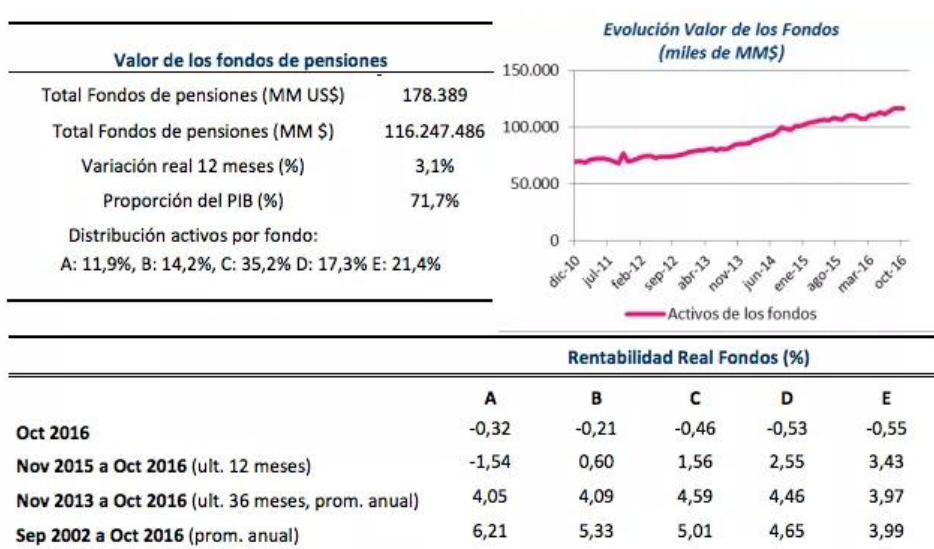 Valor de los fondos de pensiones
Total Fondos de pensiones (MM US$) 178.389
Total Fondos de pensiones (MM $) 116.247.486
Variación real 12 meses (%) 3,1%
Proporción del PIB (%) 71,7%
Distribución activos por fondo:
A: 11,9%, B: 14,2%, C: 35,2% D: 17,3% E: 21,4%
Evolución Valor de los Fondos
(miles de MM$)
150.000
100.000
50.000
0
dic-10 jul-11 feb-12 sep-12 abr-13 nov-13 jun-14 ene-15 ago-15 mar-16 oct-16
Activos de los fondos
Rentabilidad Real Fondos (%)
A B C D E
Oct 2016 -0,32 -0,21 -0,46 -0,53 -0,55
Nov 2015 a Oct 2016 (ult. 12 meses) -1,54 0,60 1,56 2,55 3,43
Nov 2013 a Oct 2016 (ult. 36 meses, prom. anual) 4,05 4,09 4,59 4,46 3,97
Sep 2002 a Oct 2016 (prom. anual) 6,21 5,33 5,01 4,65 3,99